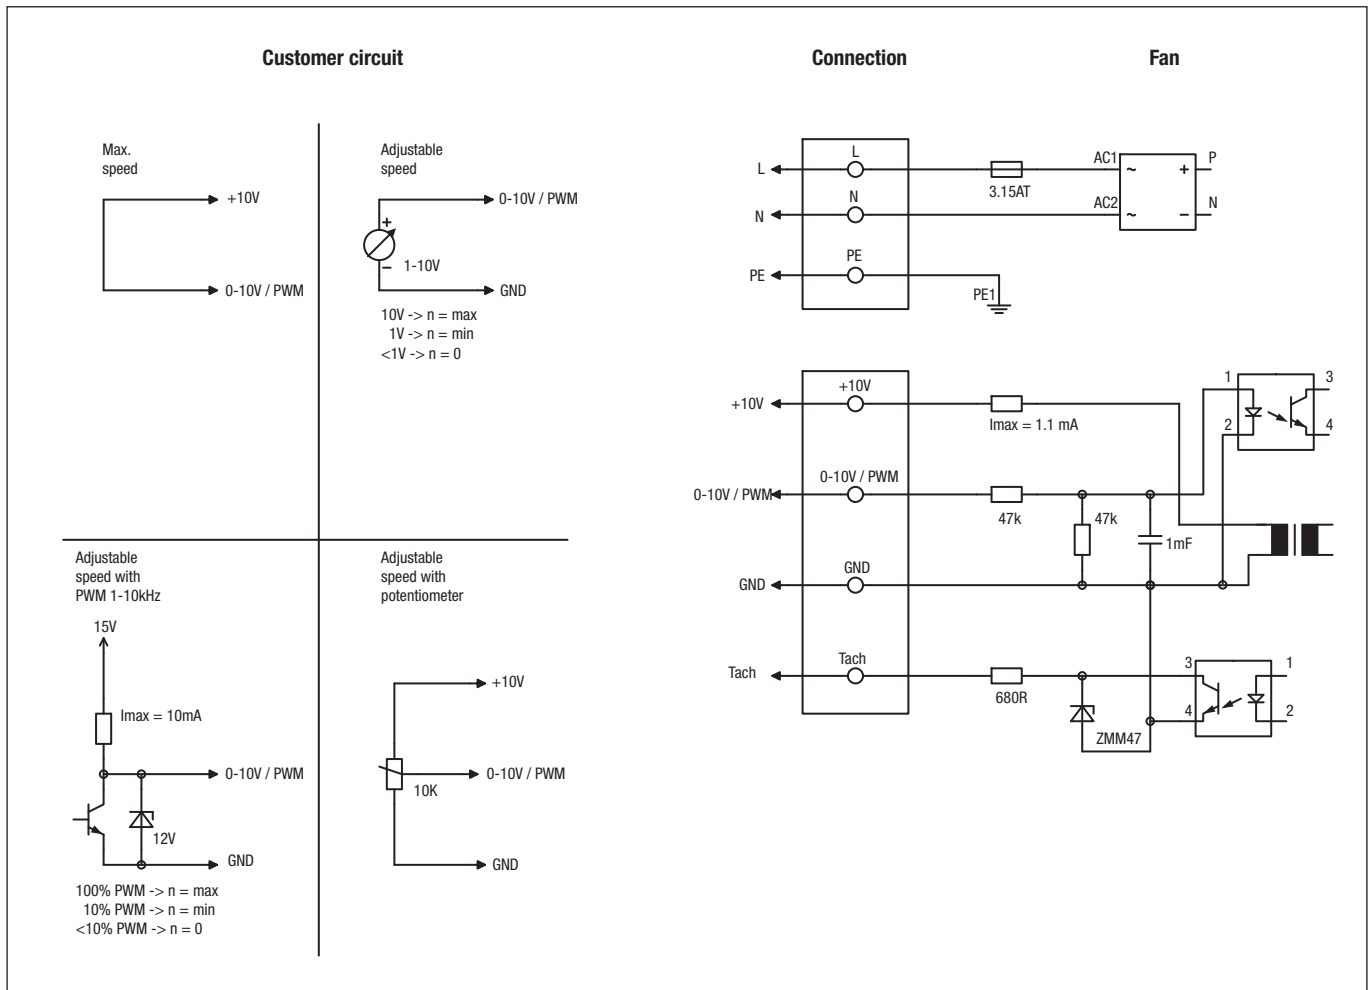 Customer circuit
Connection
Fan
Max.
speed
+10V
0-10V / PWM
Adjustable
speed
0-10V / PWM
+
–
1-10V
GND
10V -> n = max
1V -> n = min
<1V -> n = 0
Adjustable
speed with
PWM 1-10kHz
15V
Imax = 10mA
0-10V / PWM
12V
GND
100% PWM -> n = max
10% PWM -> n = min
<10% PWM -> n = 0
Adjustable
speed with
potentiometer
+10V
0-10V / PWM
10K
GND
L
L
3.15AT
AC1
~
+
P
N
N
AC2
~
–
N
PE
PE
PE1
+10V
+10V
Imax = 1.1 mA
1
3
2
4
0-10V / PWM
0-10V / PWM
47k
47k
1mF
GND
GND
Tach
Tach
680R
ZMM47
3
1
4
2